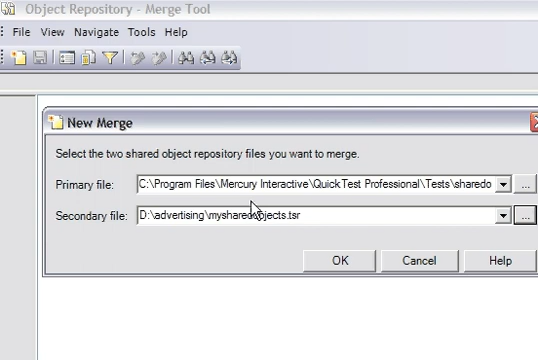 Object Repository - Merge Tool
File View Navigate Tools Help
New Merge
Select the two shared object repository files you want to merge.
Primary file: C:\Program Files\Mercury Interactive\QuickTest Professional\Tests\sharedo ...
Secondary file: D:\advertising\mysharedobjects.tsr ...
OK Cancel Help